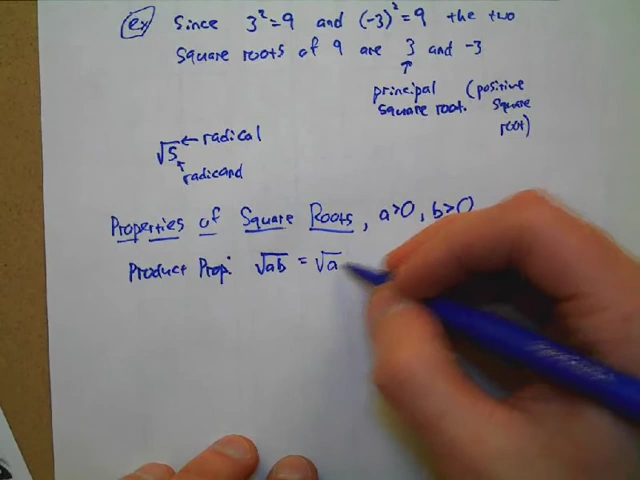 ex Since 3²=9 and (-3)²=9 the two
square roots of 9 are 3 and -3
↑
principal square root. (positive square root)
√5 ← radical
radicand
Properties of Square Roots, a>0, b>0
Product Prop: √ab = √a